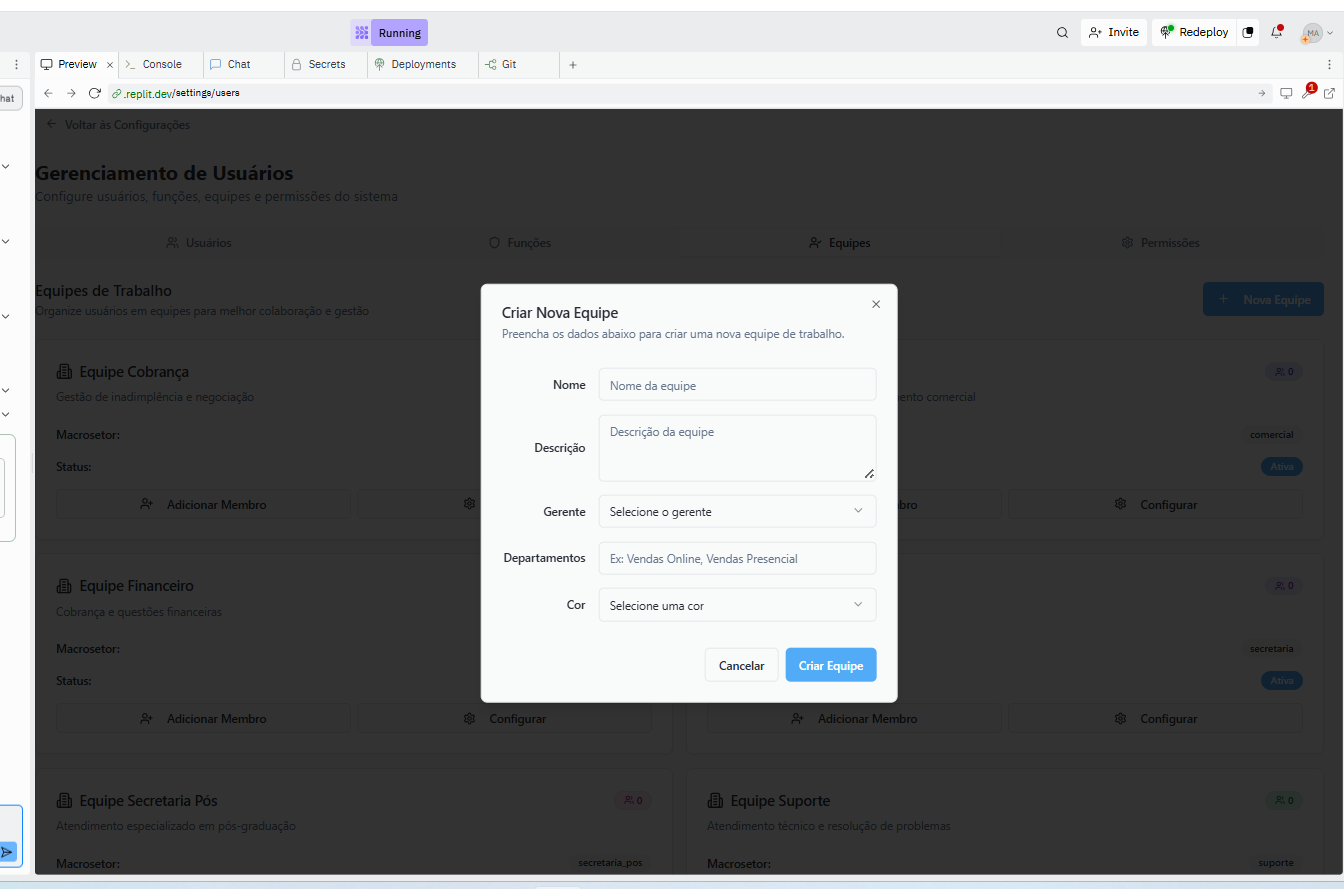 Running
Invite
Redeploy
MA
Preview
Console
Chat
Secrets
Deployments
Git
hat
.replit.dev/settings/users
1
Voltar às Configurações
Gerenciamento de Usuários
Configure usuários, funções, equipes e permissões do sistema
Usuários
Funções
Equipes
Permissões
Equipes de Trabalho
Organize usuários em equipes para melhor colaboração e gestão
Nova Equipe
Criar Nova Equipe
Preencha os dados abaixo para criar uma nova equipe de trabalho.
Nome
Nome da equipe
Descrição
Descrição da equipe
Gerente
Selecione o gerente
Departamentos
Ex: Vendas Online, Vendas Presencial
Cor
Selecione uma cor
Cancelar
Criar Equipe
Equipe Cobrança
Gestão de inadimplência e negociação
Macrosetor:
Status:
Adicionar Membro
0
ento comercial
comercial
Ativa
bro
Configurar
Equipe Financeiro
Cobrança e questões financeiras
Macrosetor:
Status:
Adicionar Membro
Configurar
0
secretaria
Ativa
Adicionar Membro
Configurar
Equipe Secretaria Pós
0
Atendimento especializado em pós-graduação
Macrosetor:
secretaria_pos
Equipe Suporte
0
Atendimento técnico e resolução de problemas
Macrosetor:
suporte